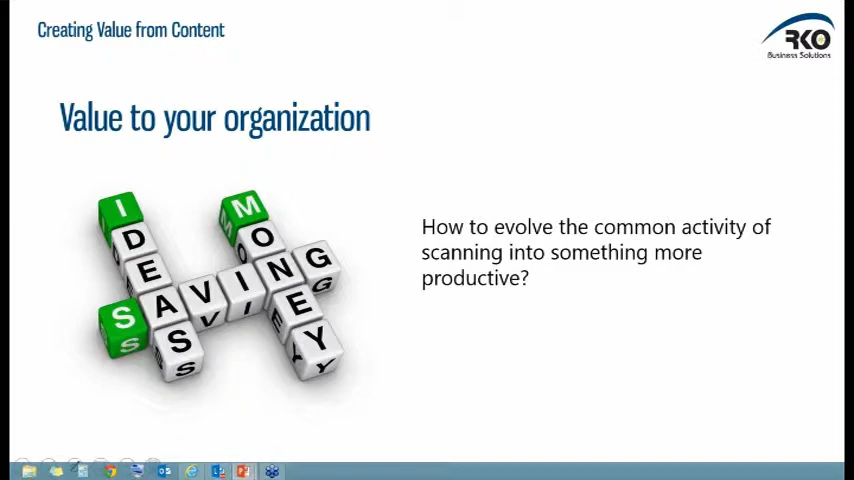 Creating Value from Content
RKO
Business Solutions
Value to your organization
IDEAS
MONEY
SAVING
How to evolve the common activity of
scanning into something more
productive?